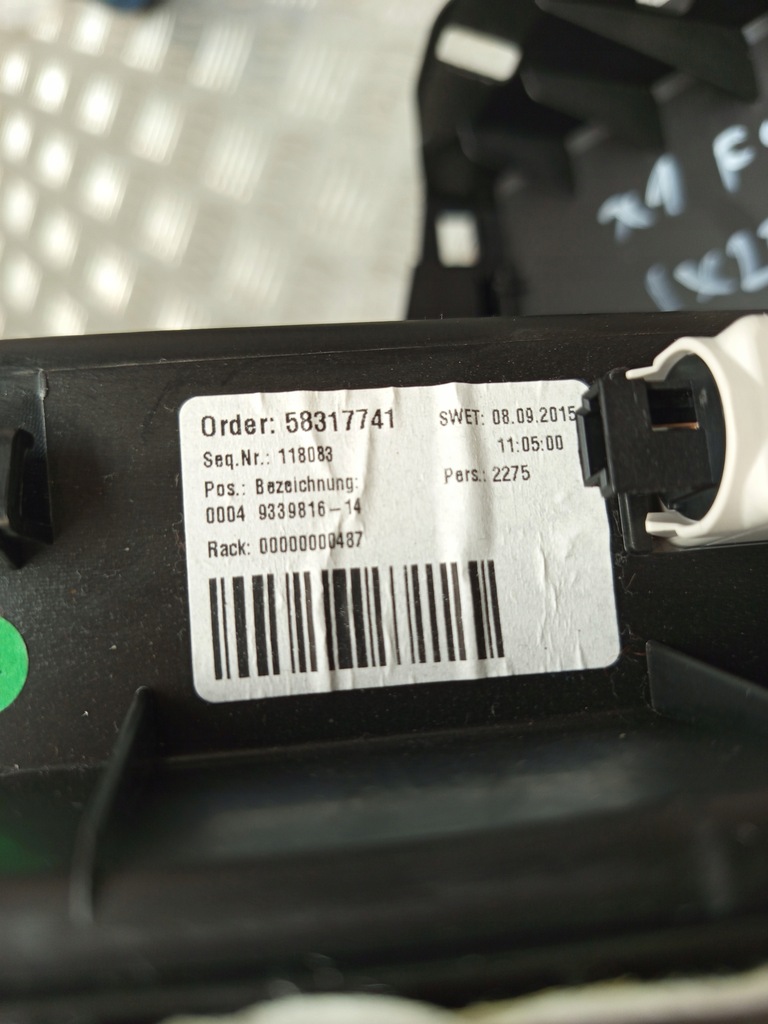 x1 F
1x1
Order: 58317741
SWET: 08.09.2015
Seq.Nr.: 118083
11:05:00
Pos.: Bezeichnung:
Pers.: 2275
0004 9339816-14
Rack: 00000000487